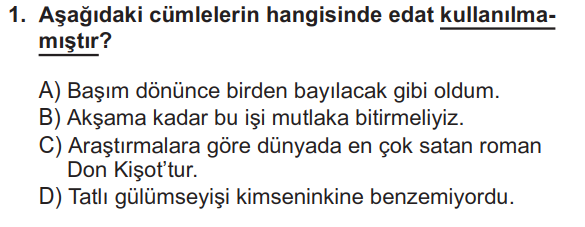 1. Aşağıdaki cümlelerin hangisinde edat kullanılma-
mıştır?
A) Başım dönünce birden bayılacak gibi oldum.
B) Akşama kadar bu işi mutlaka bitirmeliyiz.
C) Araştırmalara göre dünyada en çok satan roman
Don Kişot’tur.
D) Tatlı gülümseyişi kimseninkine benzemiyordu.